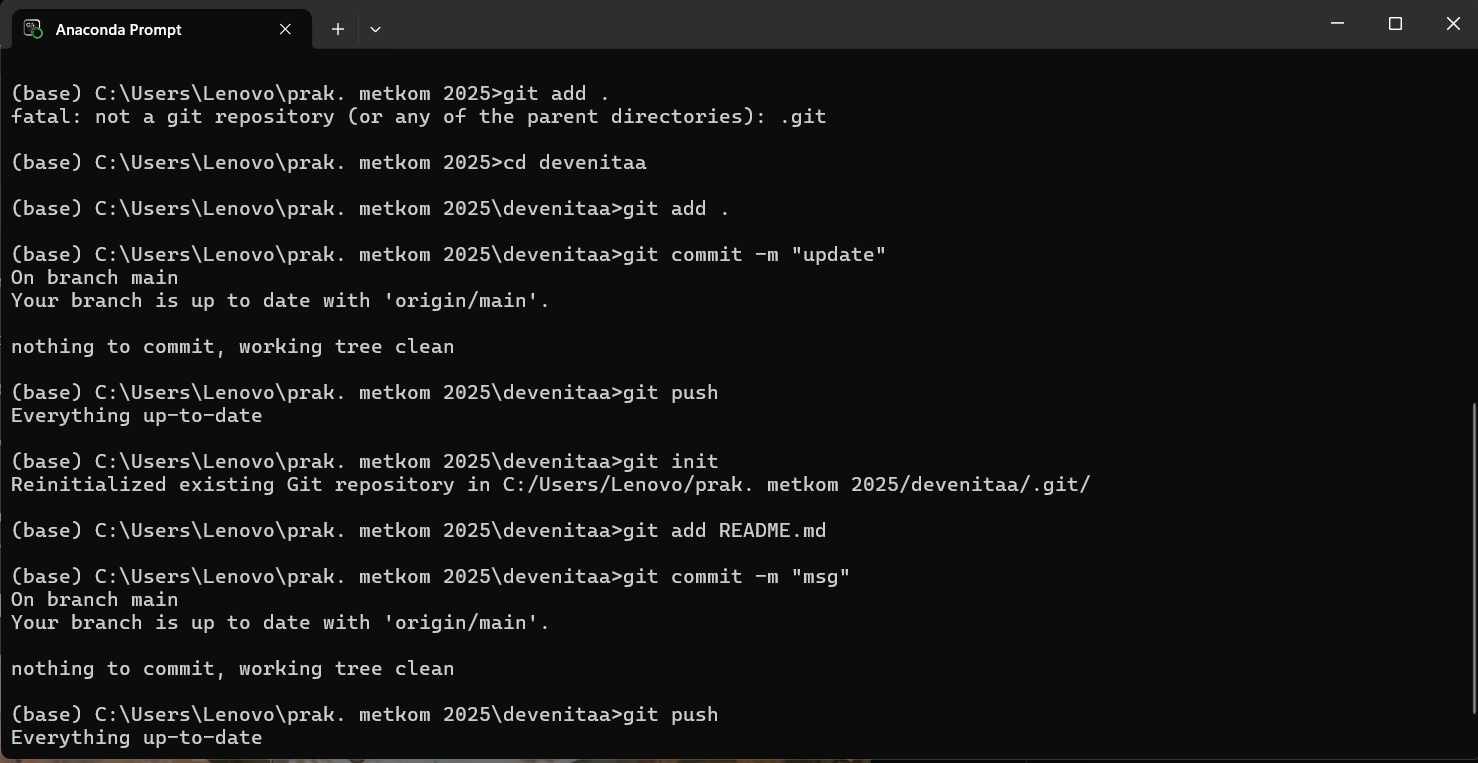 Anaconda Prompt
(base) C:\Users\Lenovo\prak. metkom 2025>git add .
fatal: not a git repository (or any of the parent directories): .git
(base) C:\Users\Lenovo\prak. metkom 2025>cd devenitaa
(base) C:\Users\Lenovo\prak. metkom 2025\devenitaa>git add .
(base) C:\Users\Lenovo\prak. metkom 2025\devenitaa>git commit -m "update"
On branch main
Your branch is up to date with 'origin/main'.
nothing to commit, working tree clean
(base) C:\Users\Lenovo\prak. metkom 2025\devenitaa>git push
Everything up-to-date
(base) C:\Users\Lenovo\prak. metkom 2025\devenitaa>git init
Reinitialized existing Git repository in C:/Users/Lenovo/prak. metkom 2025/devenitaa/.git/
(base) C:\Users\Lenovo\prak. metkom 2025\devenitaa>git add README.md
(base) C:\Users\Lenovo\prak. metkom 2025\devenitaa>git commit -m "msg"
On branch main
Your branch is up to date with 'origin/main'.
nothing to commit, working tree clean
(base) C:\Users\Lenovo\prak. metkom 2025\devenitaa>git push
Everything up-to-date